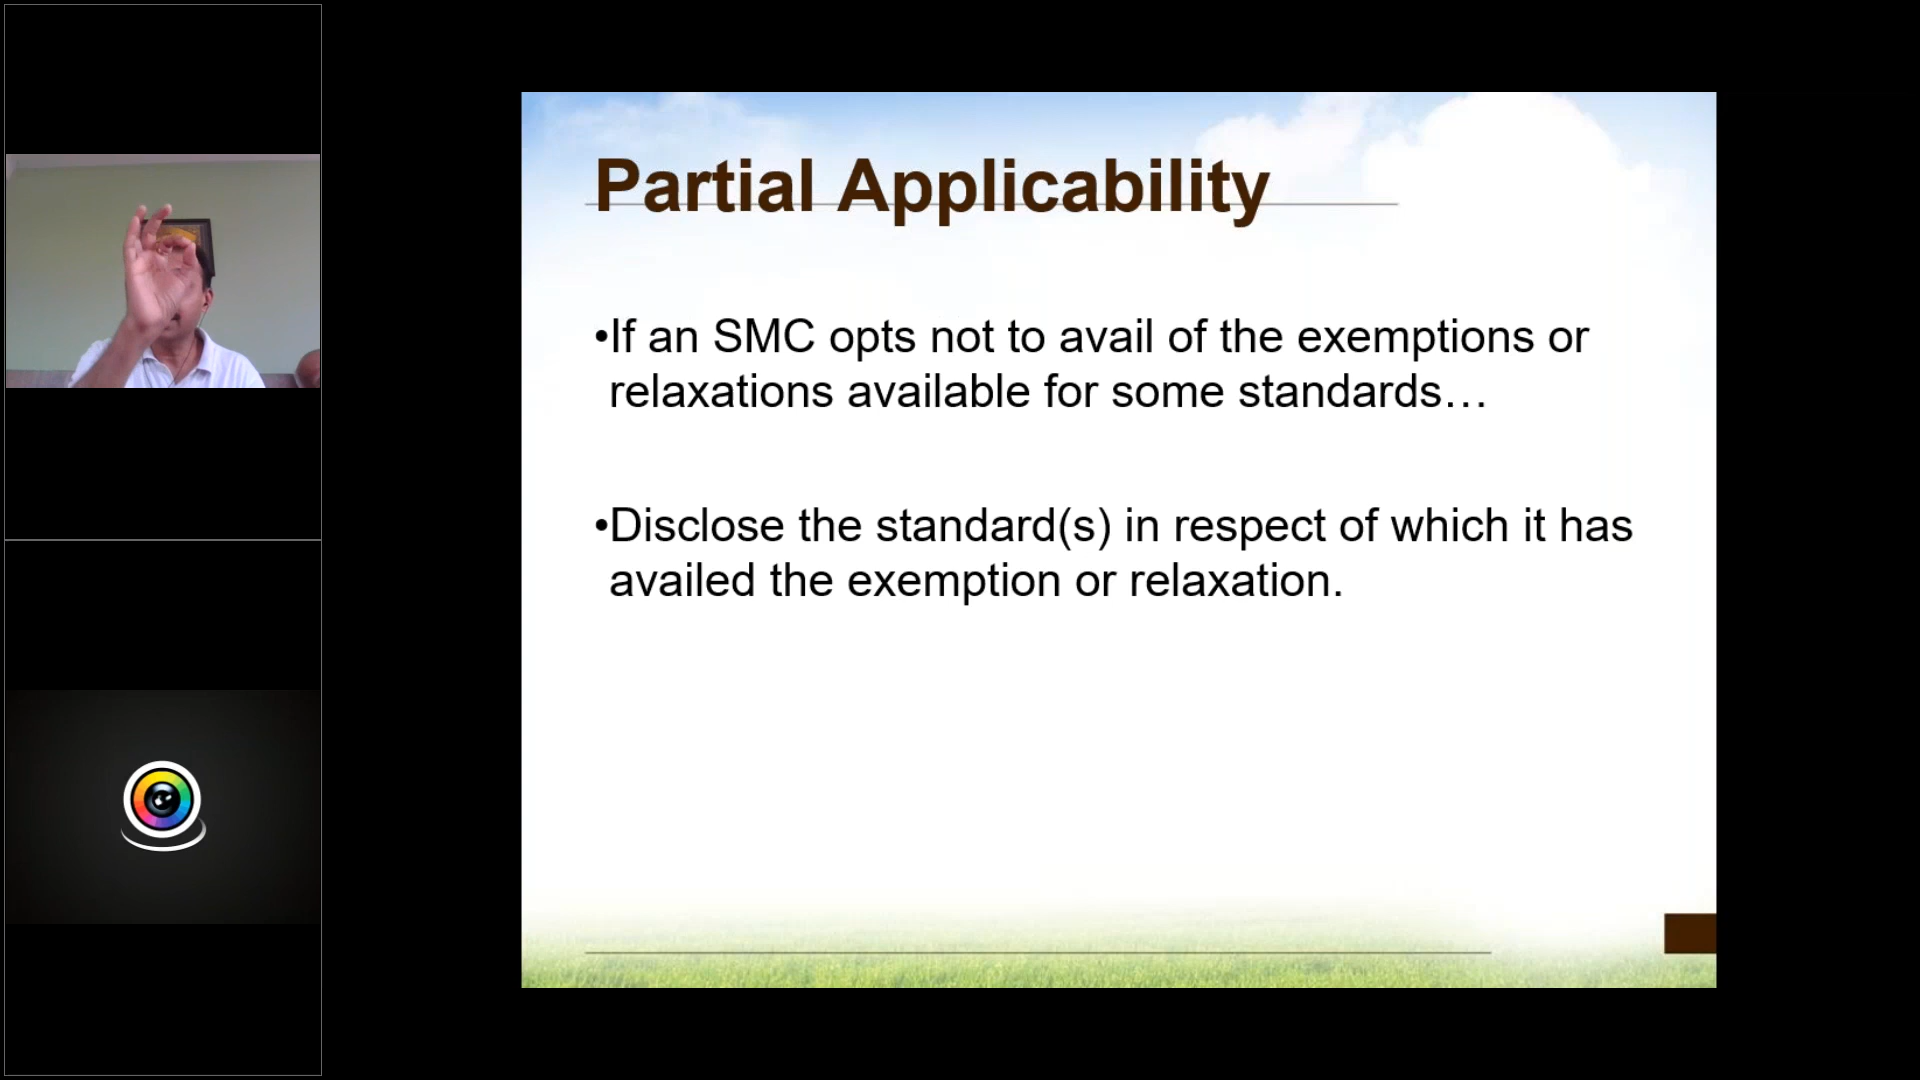 Partial Applicability
•If an SMC opts not to avail of the exemptions or
relaxations available for some standards…
•Disclose the standard(s) in respect of which it has
availed the exemption or relaxation.